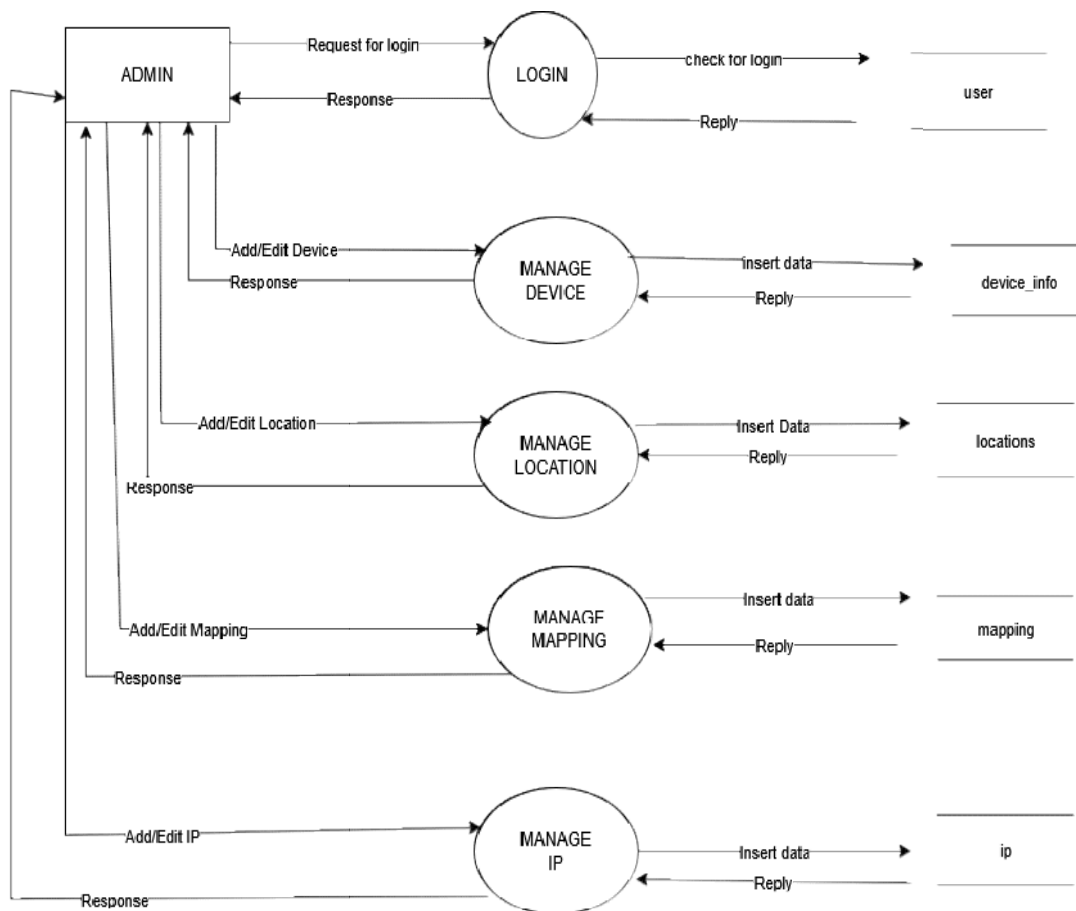 Request for login
ADMIN
LOGIN
check for login
user
Response
Reply
Add/Edit Device
MANAGE
DEVICE
Insert data
device_info
Response
Reply
Add/Edit Location
MANAGE
LOCATION
Insert Data
locations
Reply
Response
Add/Edit Mapping
MANAGE
MAPPING
Insert data
mapping
Reply
Response
Add/Edit IP
MANAGE
IP
Insert data
ip
Reply
Response